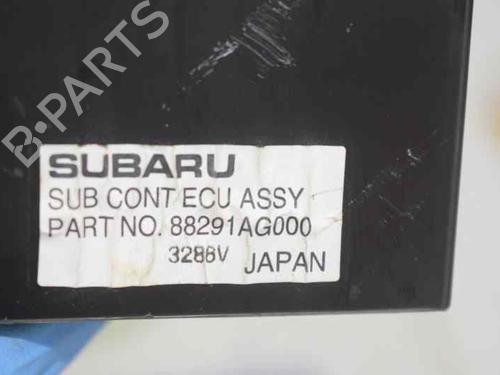 B-PARTS
SUBARU
SUB CONT ECU ASSY
PART NO. 88291AG000
3286V JAPAN